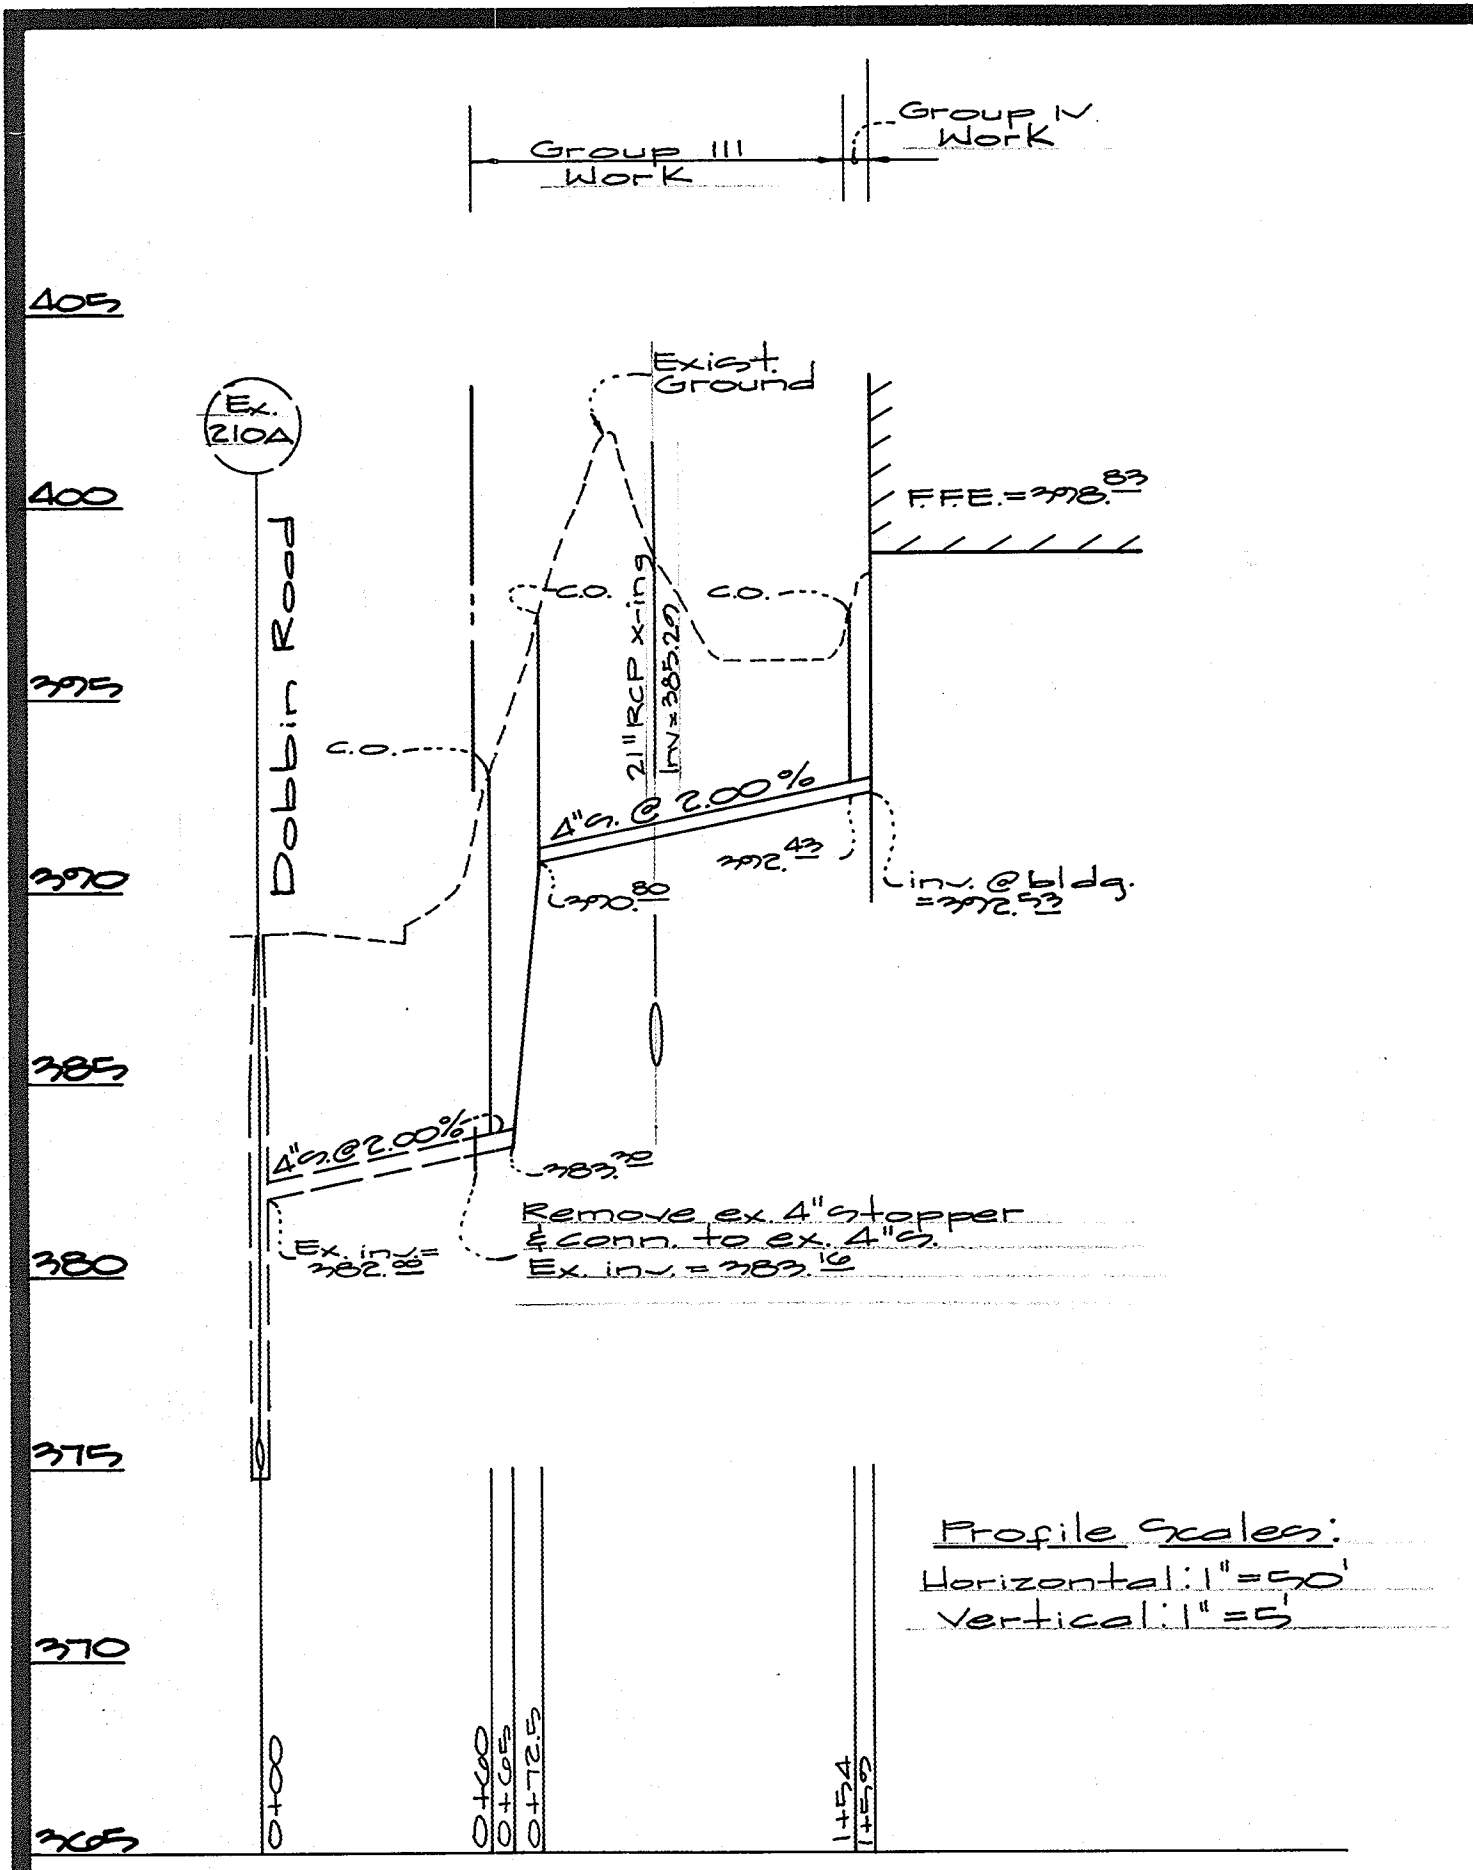 Group III
Work
Group IV
Work
405
Exist.
Ground
Ex.
210A
400
F.F.E.=398.83
Dobbin Road
C.O.
C.O.
21" RCP x-ing
Inv=385.29
395
C.O.
4"S. @ 2.00%
392.43
390
390.80
inv. @ bldg.
=392.53
385
4"S. @ 2.00%
383.30
Remove ex. 4" stopper
& conn. to ex. 4"S.
Ex. inv. = 383.16
Ex. inv. =
382.00
380
375
Profile Scales:
Horizontal: 1"=50'
Vertical: 1"=5'
370
0+00
0+60
0+65
0+72.5
1+54
1+59
365